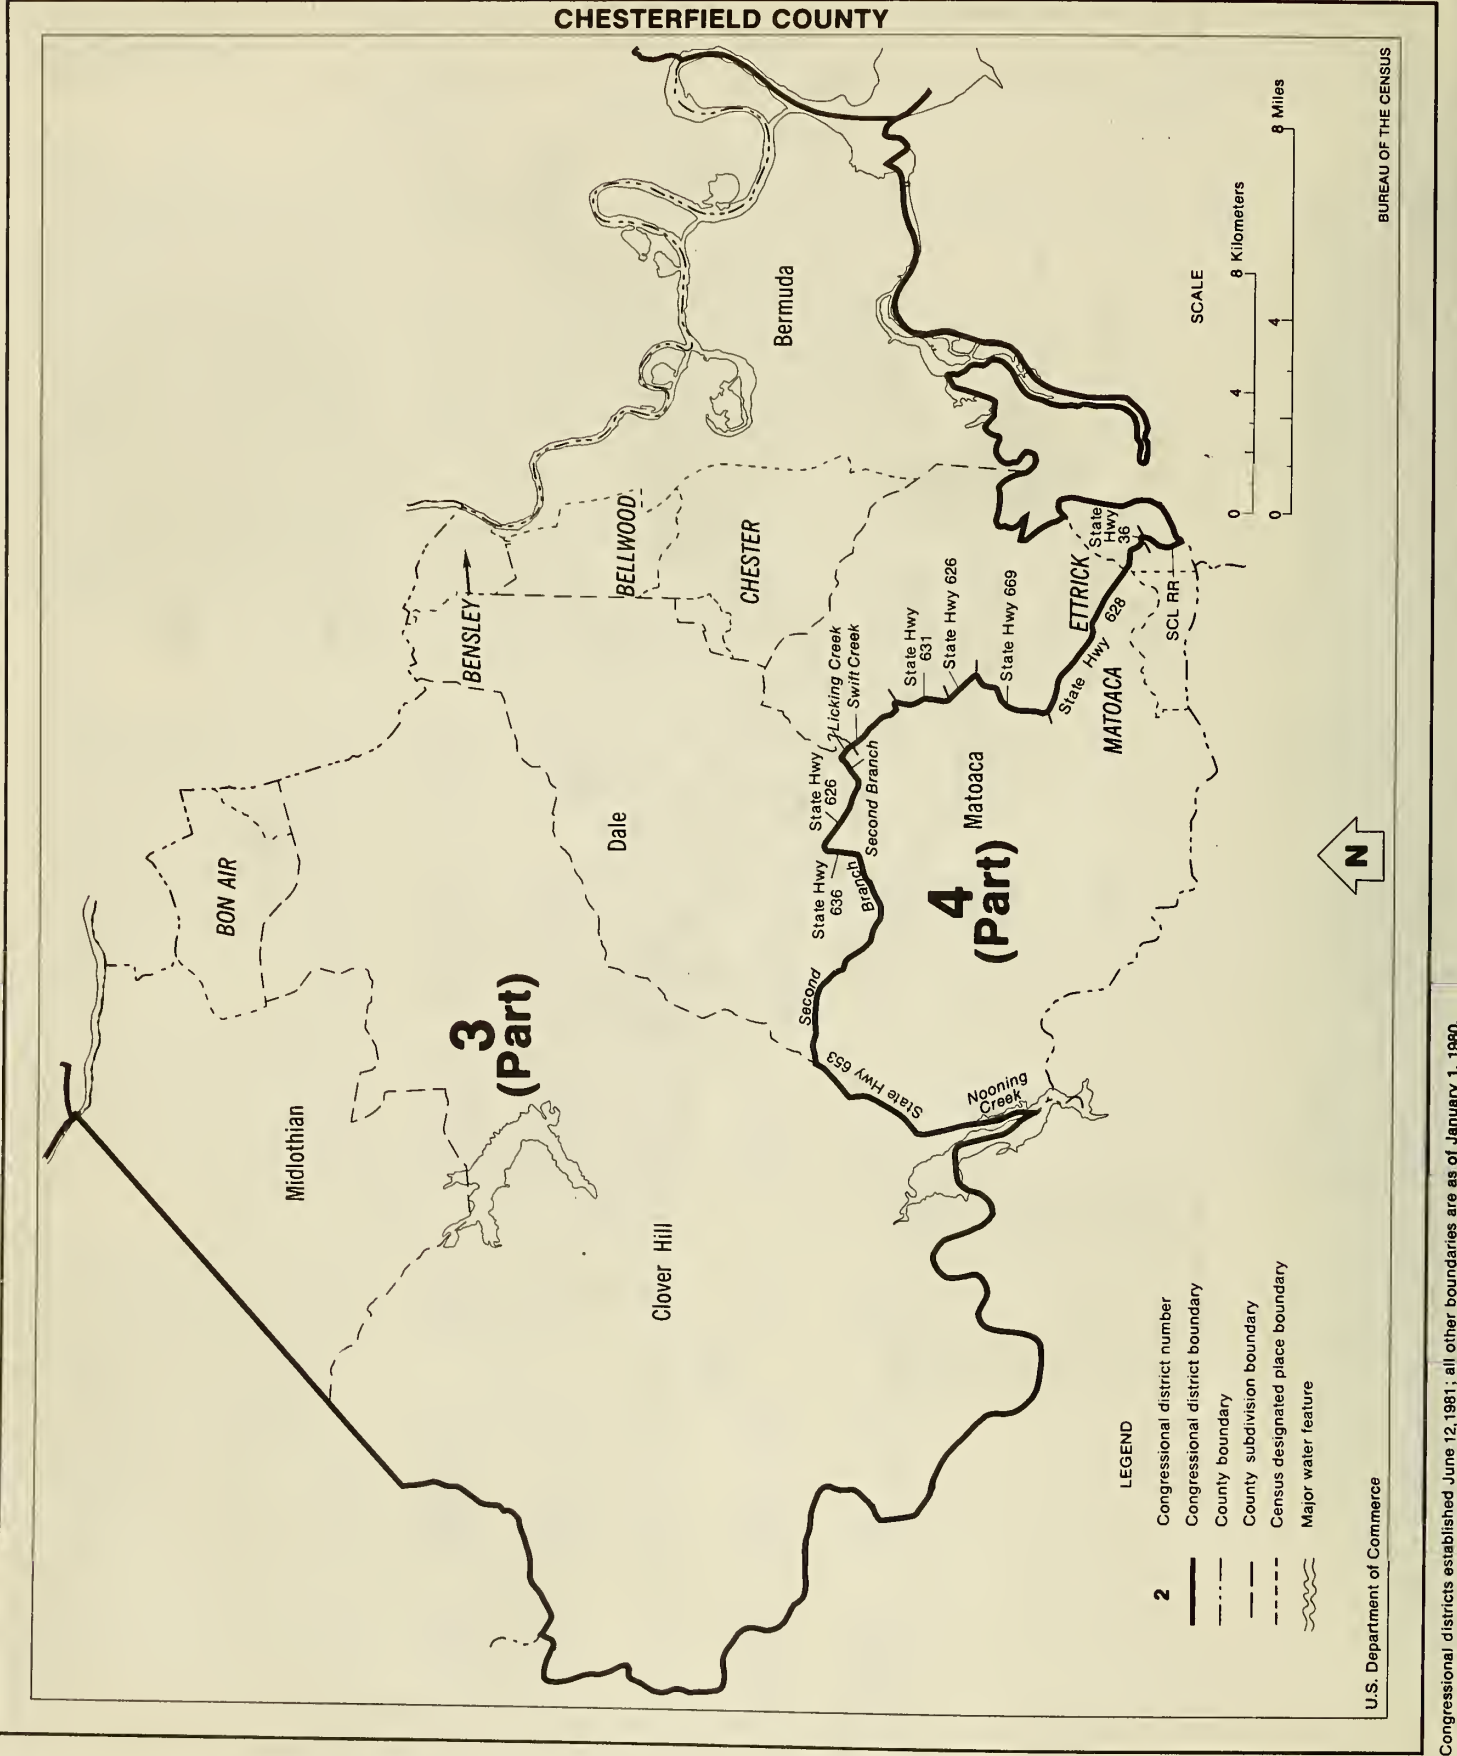 CHESTERFIELD COUNTY
Midlothian
BON AIR
3
(Part)
Clover Hill
Dale
BENSLEY
BELLWOOD
CHESTER
Bermuda
State Hwy
636
State Hwy
626
Licking Creek
Swift Creek
State Hwy
631
State Hwy 626
State Hwy 669
Second
Branch
Second Branch
State Hwy 653
Nooning
Creek
4
(Part)
Matoaca
State Hwy 628
ETTRICK
State
Hwy
36
SCL RR
MATOACA
LEGEND
2 Congressional district number
Congressional district boundary
County boundary
County subdivision boundary
Census designated place boundary
Major water feature
N
SCALE
0 4 8 Kilometers
0 4 8 Miles
U.S. Department of Commerce
BUREAU OF THE CENSUS
Congressional districts established June 12,1981; all other boundaries are as of January 1, 1980.